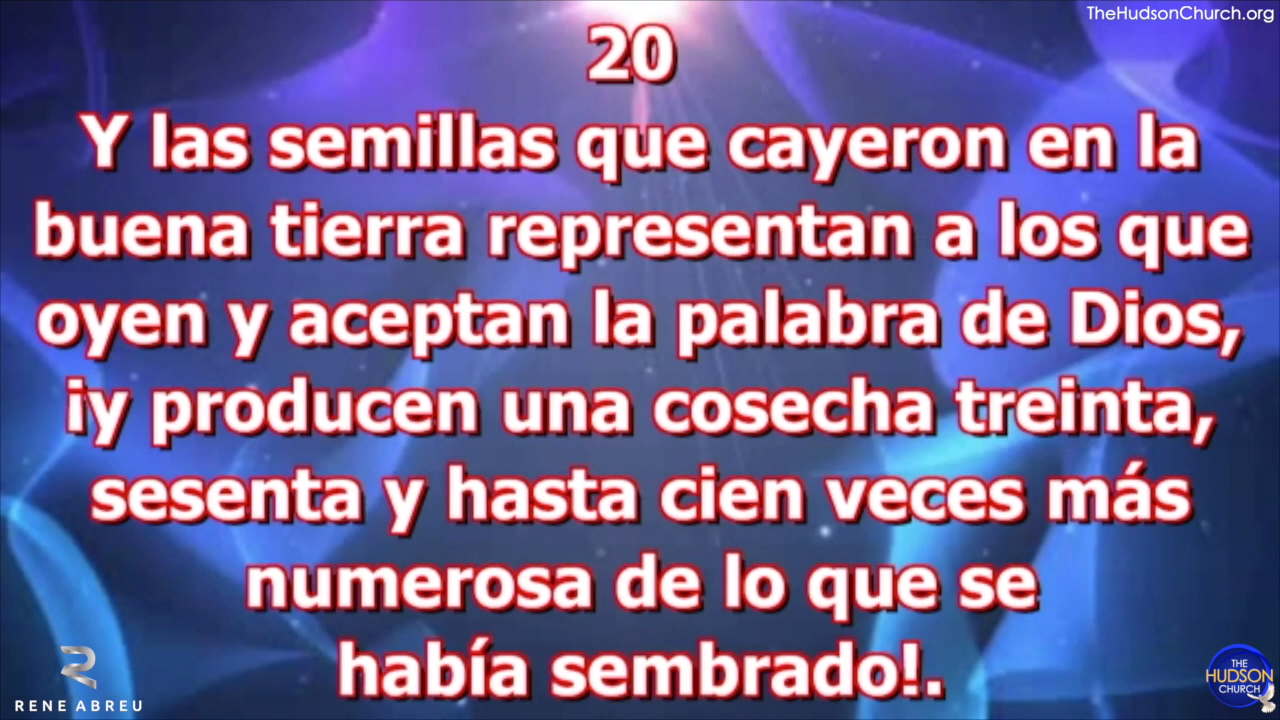 TheHudsonChurch.org
20
Y las semillas que cayeron en la
buena tierra representan a los que
oyen y aceptan la palabra de Dios,
¡y producen una cosecha treinta,
sesenta y hasta cien veces más
numerosa de lo que se
había sembrado!.
RENE ABREU
THE
HUDSON
CHURCH